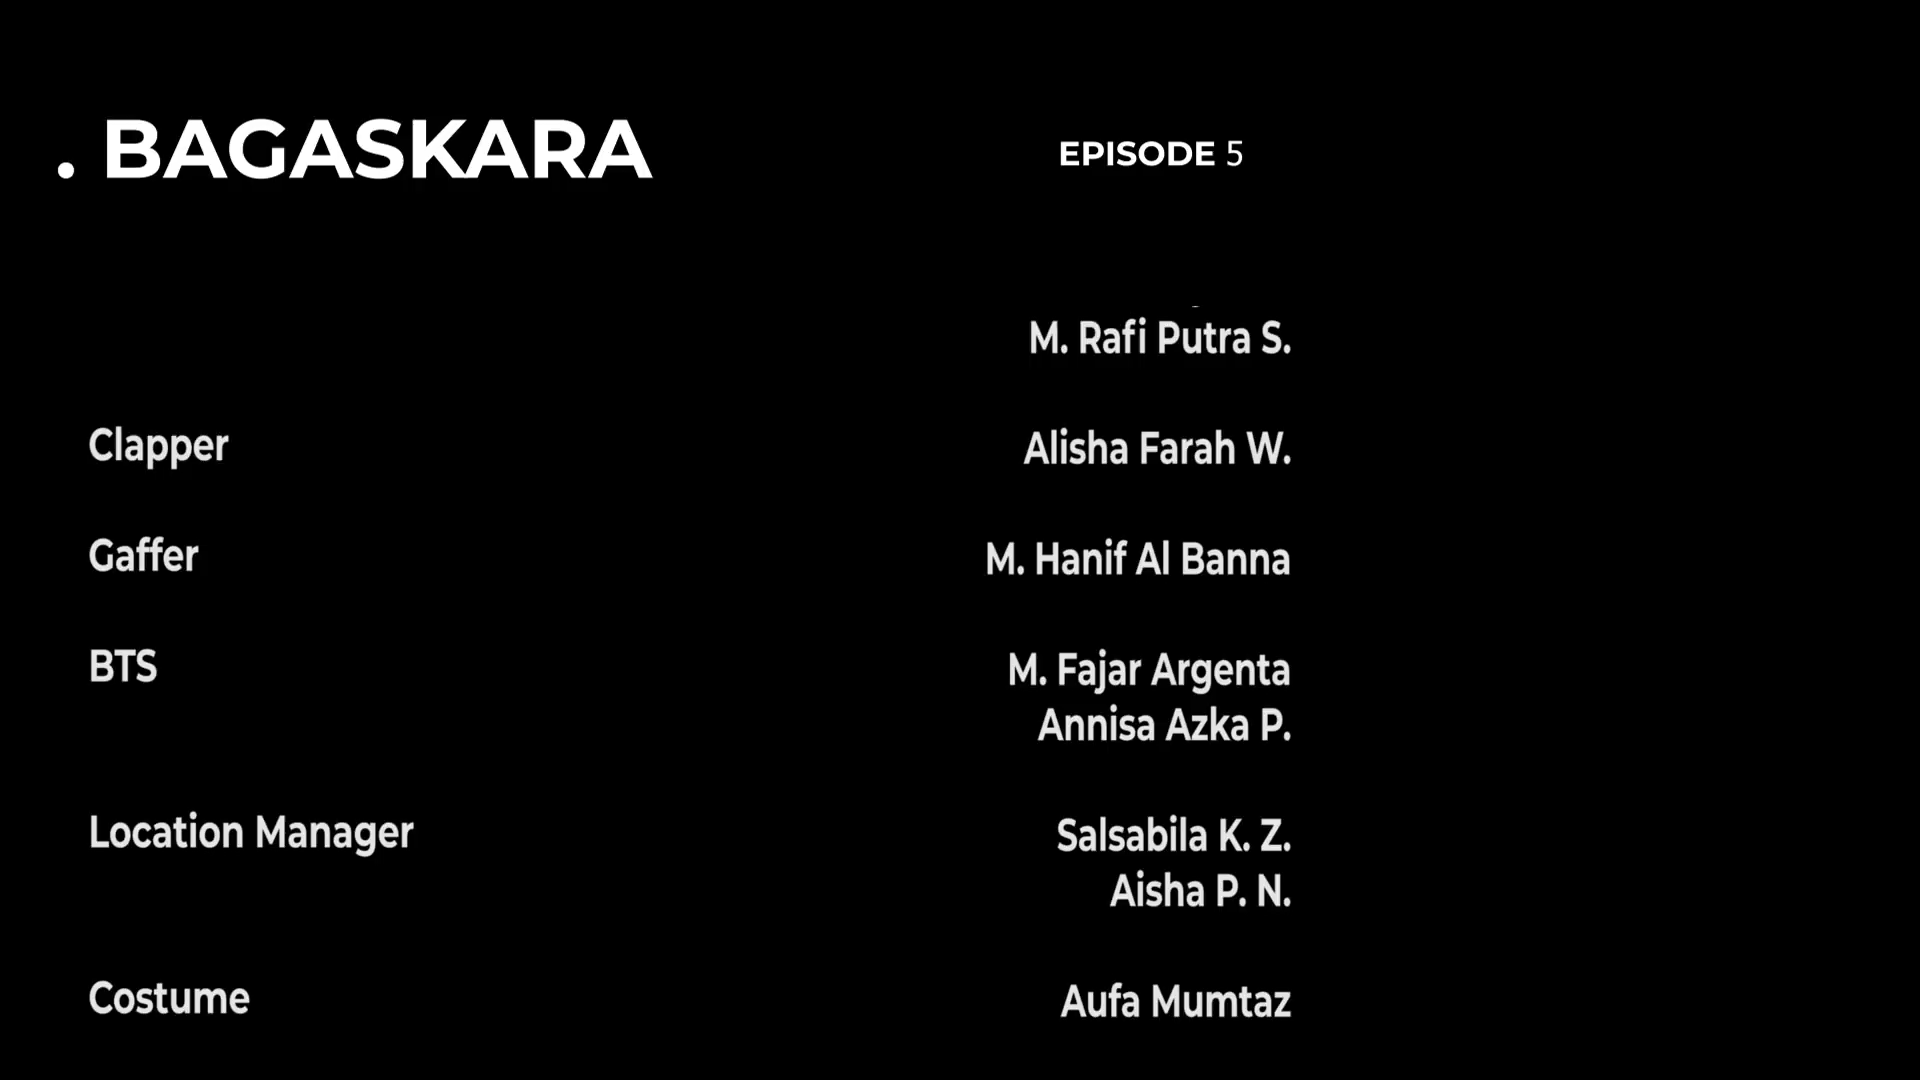 . BAGASKARA
EPISODE 5
M. Rafi Putra S.
Clapper
Alisha Farah W.
Gaffer
M. Hanif Al Banna
BTS
M. Fajar Argenta
Annisa Azka P.
Location Manager
Salsabila K. Z.
Aisha P. N.
Costume
Aufa Mumtaz